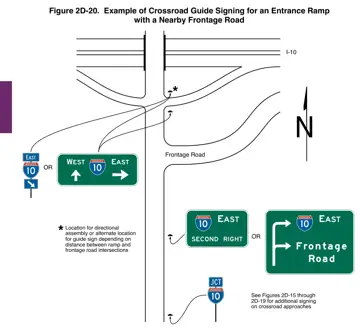 Figure 2D-20. Example of Crossroad Guide Signing for an Entrance Ramp
with a Nearby Frontage Road
I-10
*
N
Frontage Road
EAST
10
OR
WEST 10 EAST
* Location for directional
assembly or alternate location
for guide sign depending on
distance between ramp and
frontage road intersections
10 EAST
SECOND RIGHT
OR
10 EAST
Frontage
Road
JCT
10
See Figures 2D-15 through
2D-19 for additional signing
on crossroad approaches